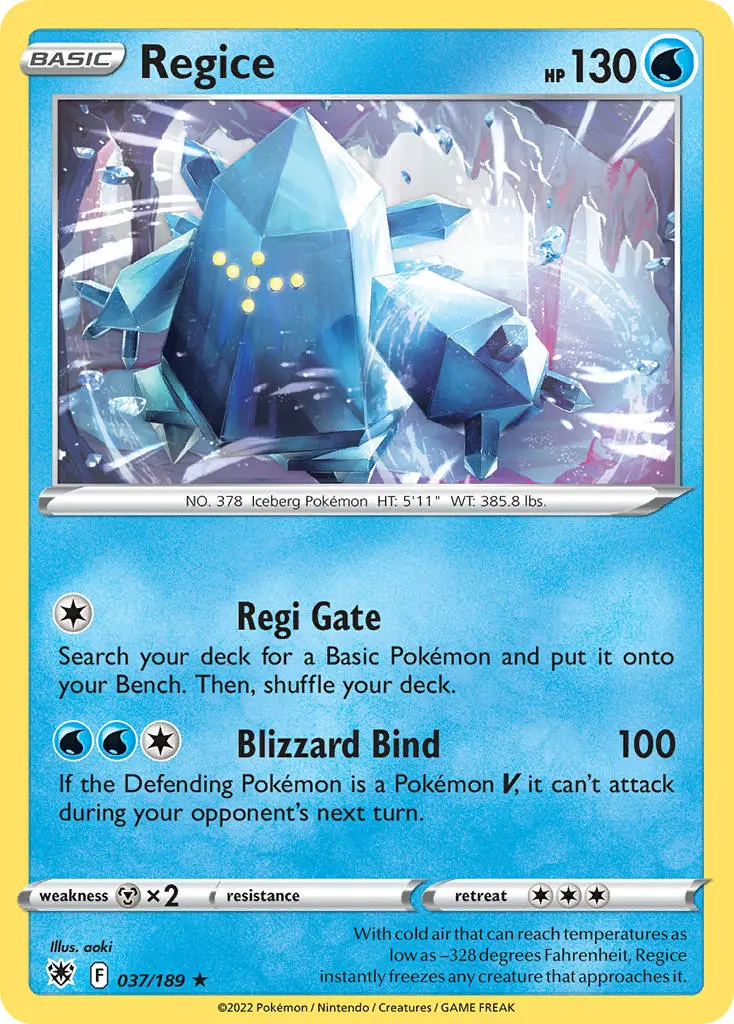 BASIC Regice HP 130
NO. 378 Iceberg Pokémon HT: 5'11" WT: 385.8 lbs.
Regi Gate
Search your deck for a Basic Pokémon and put it onto
your Bench. Then, shuffle your deck.
Blizzard Bind 100
If the Defending Pokémon is a Pokémon V, it can't attack
during your opponent's next turn.
weakness ×2 resistance retreat
Illus. aoki
With cold air that can reach temperatures as
low as −328 degrees Fahrenheit, Regice
instantly freezes any creature that approaches it.
F 037/189 ★
©2022 Pokémon / Nintendo / Creatures / GAME FREAK